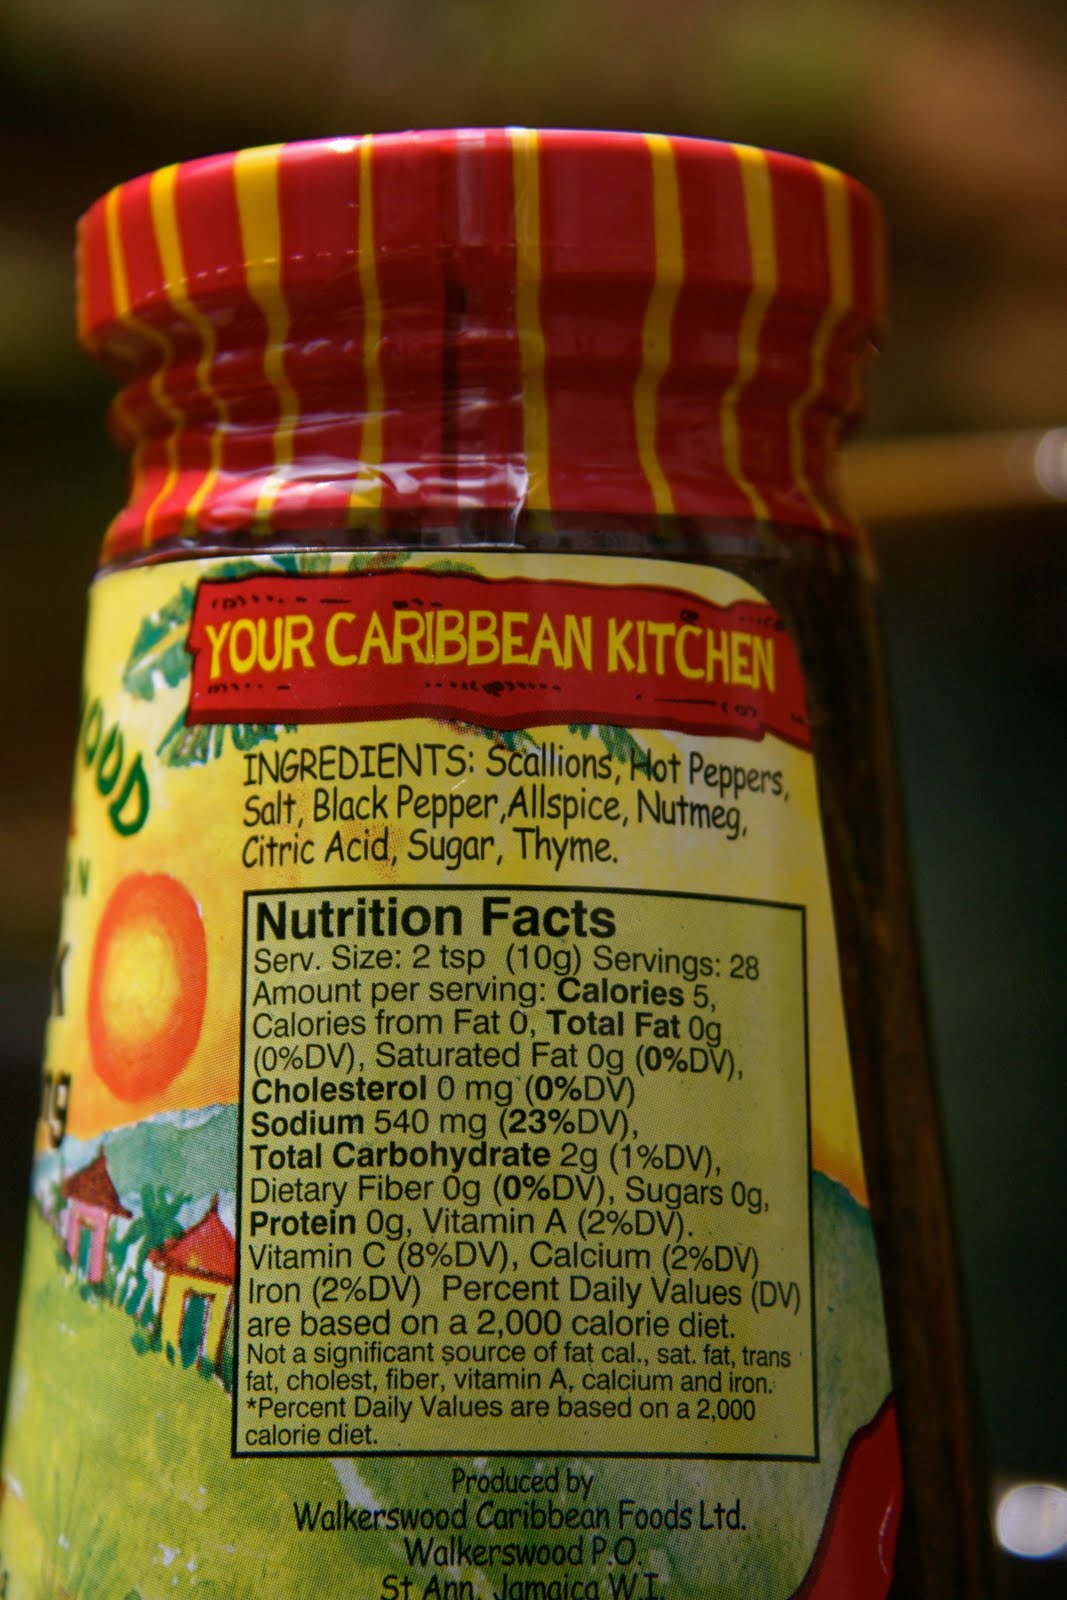 YOUR CARIBBEAN KITCHEN
OOD
INGREDIENTS: Scallions, Hot Peppers,
Salt, Black Pepper,Allspice, Nutmeg,
Citric Acid, Sugar, Thyme.
Nutrition Facts
Serv. Size: 2 tsp (10g) Servings: 28
Amount per serving: Calories 5,
Calories from Fat 0, Total Fat 0g
(0%DV), Saturated Fat 0g (0%DV),
Cholesterol 0 mg (0%DV)
Sodium 540 mg (23%DV),
Total Carbohydrate 2g (1%DV),
Dietary Fiber 0g (0%DV), Sugars 0g,
Protein 0g, Vitamin A (2%DV).
Vitamin C (8%DV), Calcium (2%DV)
Iron (2%DV) Percent Daily Values (DV)
are based on a 2,000 calorie diet.
Not a significant source of fat cal., sat. fat, trans
fat, cholest, fiber, vitamin A, calcium and iron.
*Percent Daily Values are based on a 2,000
calorie diet.
Produced by
Walkerswood Caribbean Foods Ltd.
Walkerswood P.O.
St Ann, Jamaica W.I.